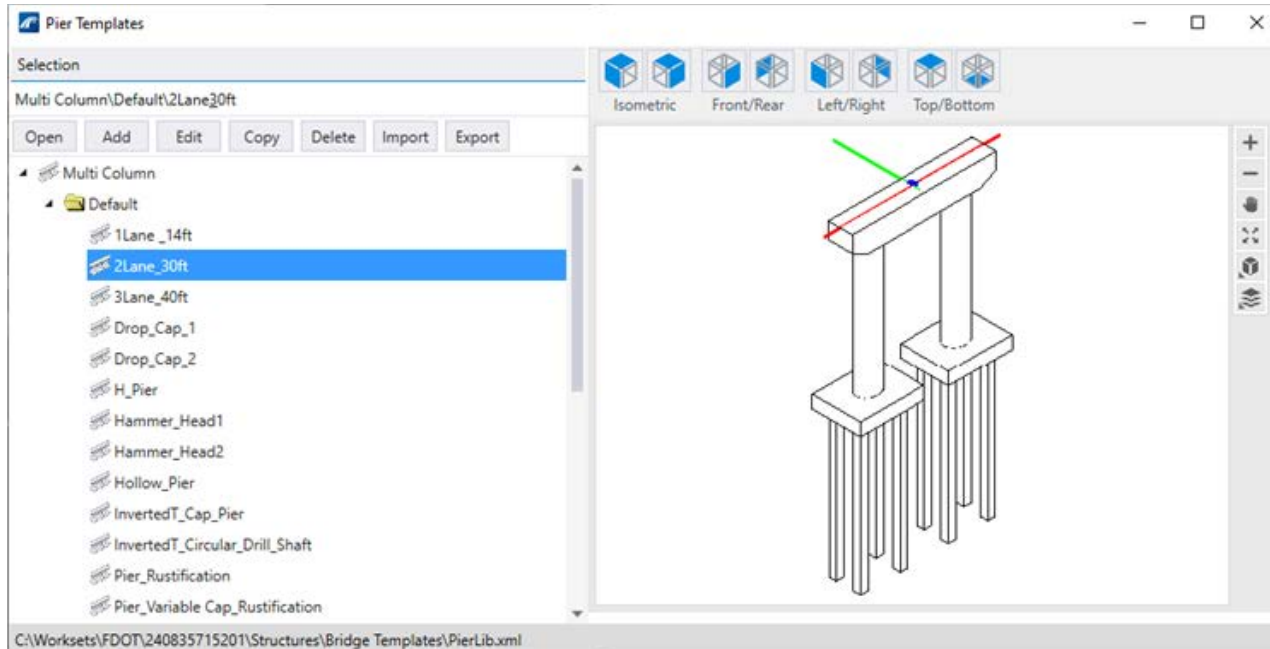 Pier Templates
Selection
Multi Column\Default\2Lane30ft
Open Add Edit Copy Delete Import Export
Multi Column
Default
1Lane _14ft
2Lane_30ft
3Lane_40ft
Drop_Cap_1
Drop_Cap_2
H_Pier
Hammer_Head1
Hammer_Head2
Hollow_Pier
InvertedT_Cap_Pier
InvertedT_Circular_Drill_Shaft
Pier_Rustification
Pier_Variable Cap_Rustification
C:\Worksets\FDOT\240835715201\Structures\Bridge Templates\PierLib.xml
Isometric Front/Rear Left/Right Top/Bottom